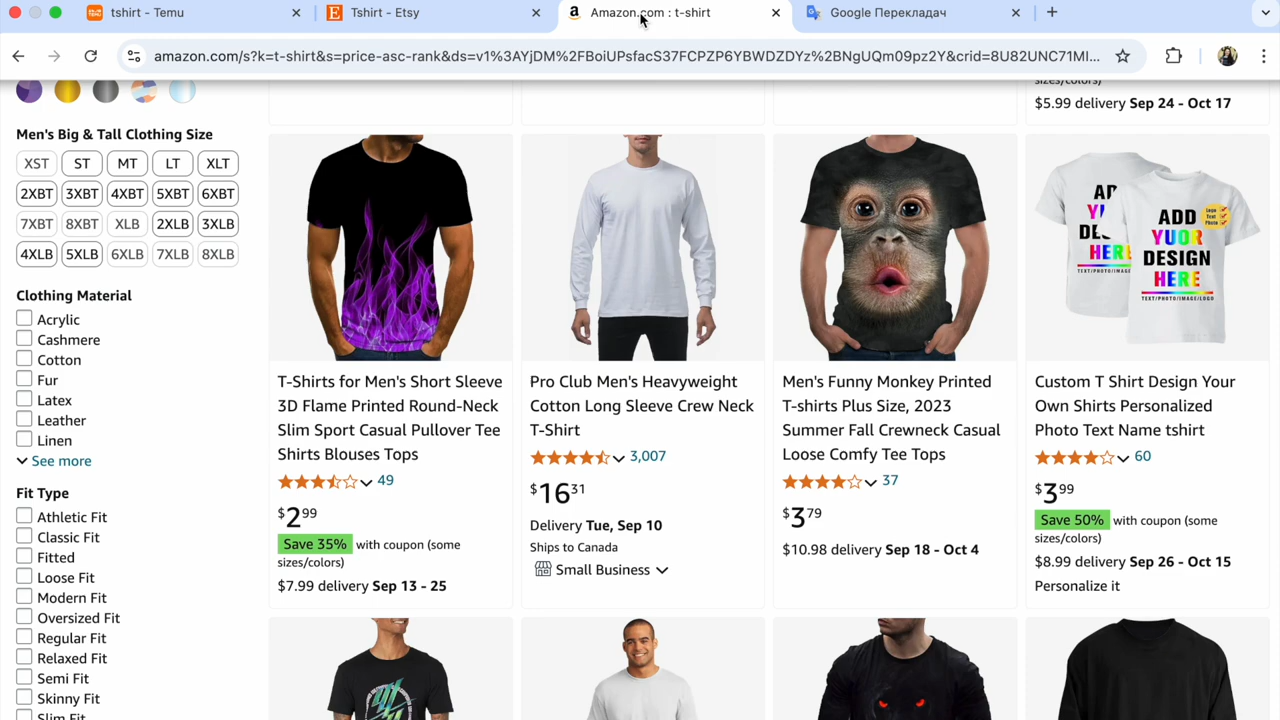 tshirt - Temu
Tshirt - Etsy
Amazon.com : t-shirt
Google Перекладач
amazon.com/s?k=t-shirt&s=price-asc-rank&ds=v1%3AYjDM%2FBoiUPsfacS37FCPZP6YBWDZDYz%2BNgUQm09pz2Y&crid=8U82UNC71MI...
sizes/colors)
$5.99 delivery Sep 24 - Oct 17
Men's Big & Tall Clothing Size
XST ST MT LT XLT
2XBT 3XBT 4XBT 5XBT 6XBT
7XBT 8XBT XLB 2XLB 3XLB
4XLB 5XLB 6XLB 7XLB 8XLB
Clothing Material
Acrylic
Cashmere
Cotton
Fur
Latex
Leather
Linen
See more
Fit Type
Athletic Fit
Classic Fit
Fitted
Loose Fit
Modern Fit
Oversized Fit
Regular Fit
Relaxed Fit
Semi Fit
Skinny Fit
Slim Fit
T-Shirts for Men's Short Sleeve
3D Flame Printed Round-Neck
Slim Sport Casual Pullover Tee
Shirts Blouses Tops
49
$2 99
Save 35% with coupon (some
sizes/colors)
$7.99 delivery Sep 13 - 25
Pro Club Men's Heavyweight
Cotton Long Sleeve Crew Neck
T-Shirt
3,007
$16 31
Delivery Tue, Sep 10
Ships to Canada
Small Business
Men's Funny Monkey Printed
T-shirts Plus Size, 2023
Summer Fall Crewneck Casual
Loose Comfy Tee Tops
37
$3 79
$10.98 delivery Sep 18 - Oct 4
ADD
YUOR
DESIGN
HERE
TEXT/PHOTO/IMAGE/LOGO
Logo
Text
Photo
Custom T Shirt Design Your
Own Shirts Personalized
Photo Text Name tshirt
60
$3 99
Save 50% with coupon (some
sizes/colors)
$8.99 delivery Sep 26 - Oct 15
Personalize it